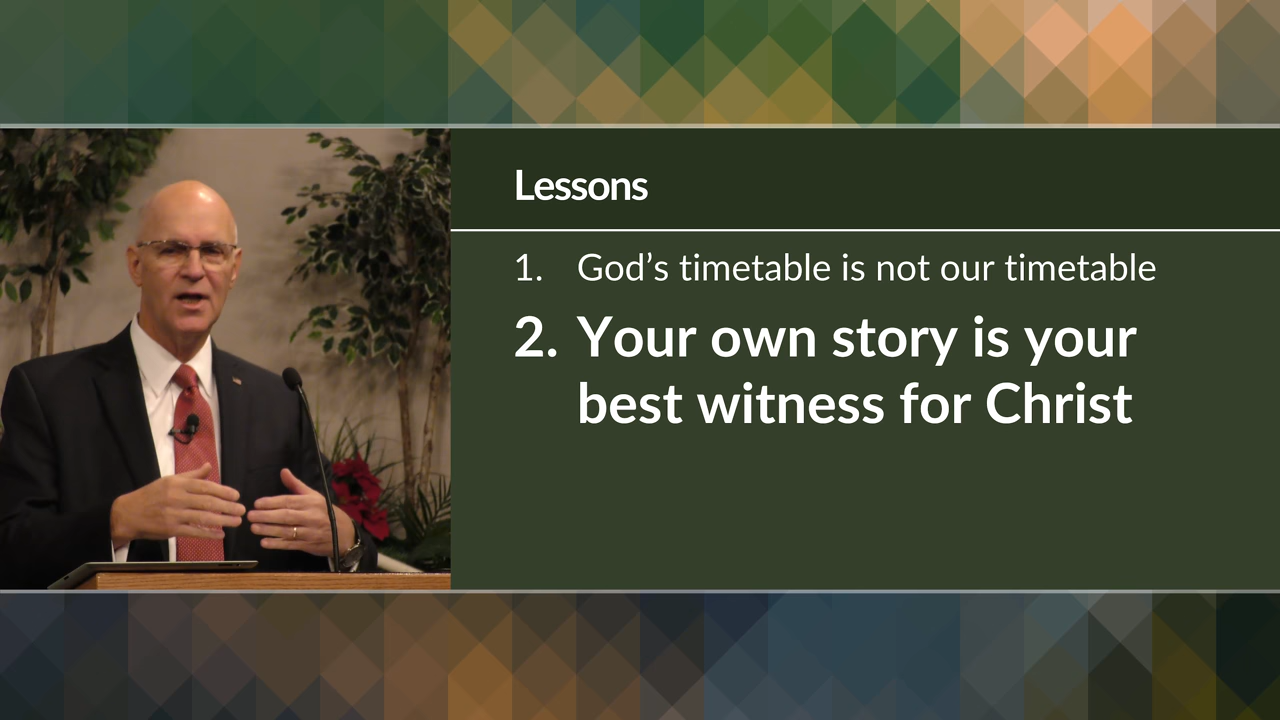 Lessons
1. God’s timetable is not our timetable
2. Your own story is your
best witness for Christ